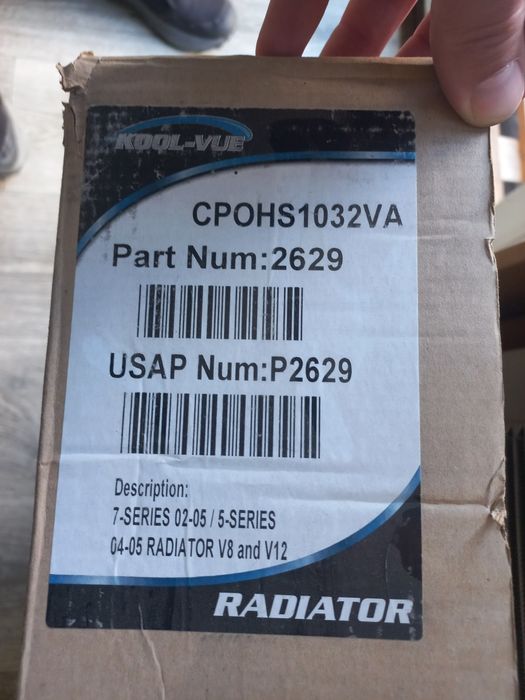 KOOL-VUE
CPOHS1032VA
Part Num:2629
USAP Num:P2629
Description:
7-SERIES 02-05 / 5-SERIES
04-05 RADIATOR V8 and V12
RADIATOR